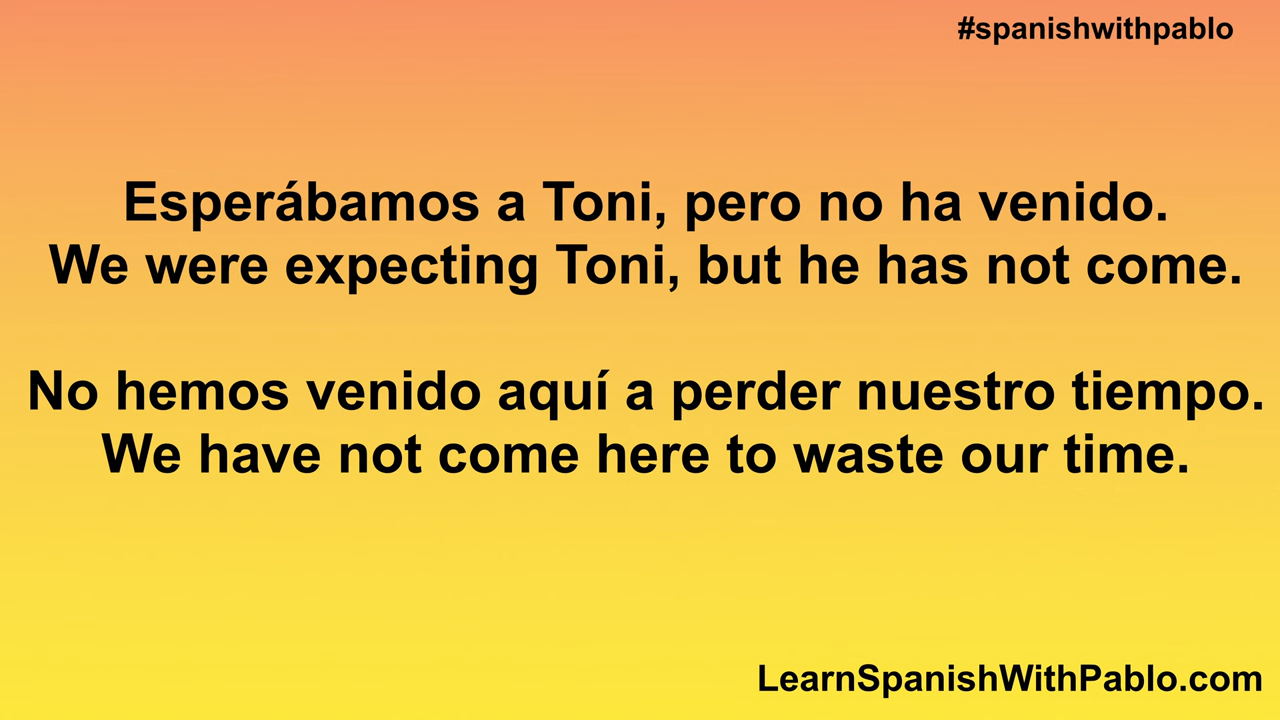 #spanishwithpablo
Esperábamos a Toni, pero no ha venido.
We were expecting Toni, but he has not come.
No hemos venido aquí a perder nuestro tiempo.
We have not come here to waste our time.
LearnSpanishWithPablo.com